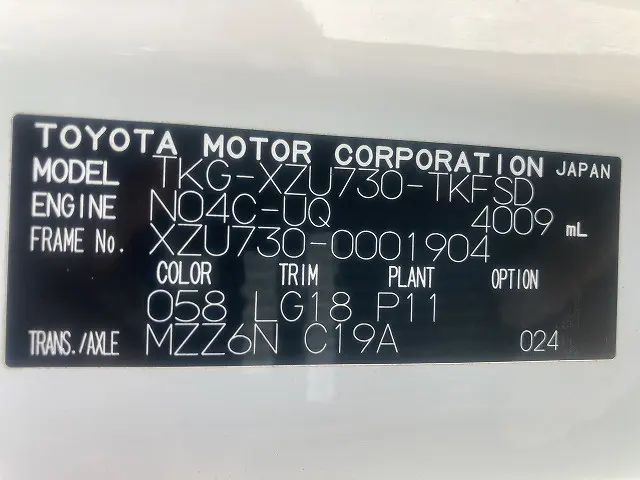 TOYOTA MOTOR CORPORATION JAPAN
MODEL TKG-XZU730-TKFSD
ENGINE N04C-UQ 4009 mL
FRAME No. XZU730-0001904
COLOR TRIM PLANT OPTION
058 LG18 P11
TRANS./AXLE MZZ6N C19A 024